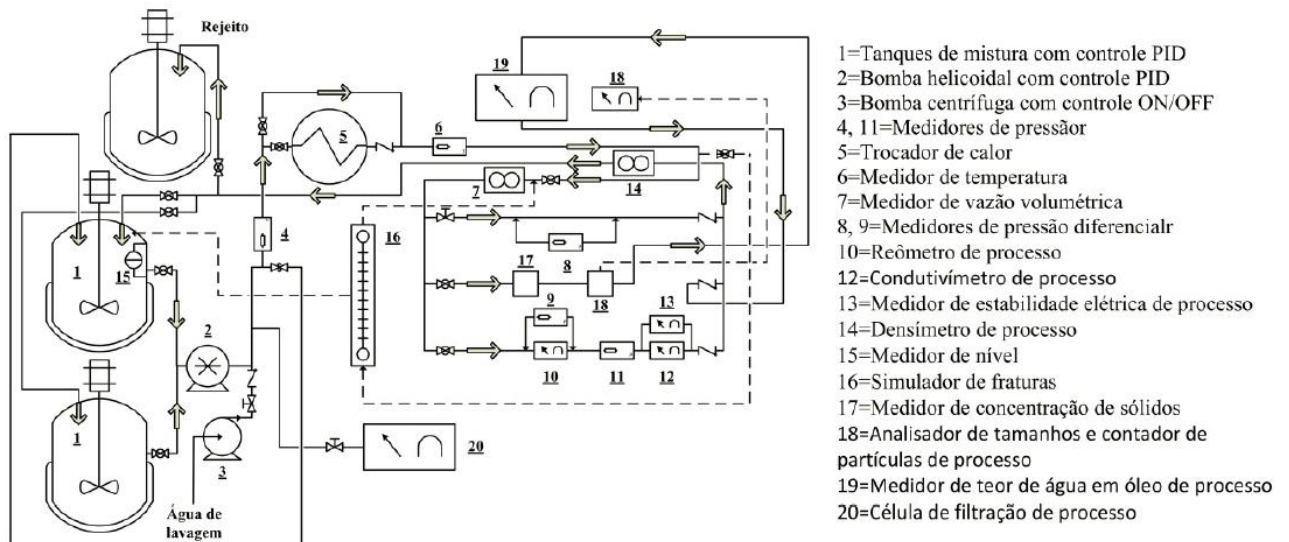 Rejeito
19
18
5
6
7
14
4
16
8
1
15
17
18
13
9
2
10
11
12
1
3
20
Água de
lavagem
1=Tanques de mistura com controle PID
2=Bomba helicoidal com controle PID
3=Bomba centrífuga com controle ON/OFF
4, 11=Medidores de pressãor
5=Trocador de calor
6=Medidor de temperatura
7=Medidor de vazão volumétrica
8, 9=Medidores de pressão diferencialr
10=Reômetro de processo
12=Condutivímetro de processo
13=Medidor de estabilidade elétrica de processo
14=Densímetro de processo
15=Medidor de nível
16=Simulador de fraturas
17=Medidor de concentração de sólidos
18=Analisador de tamanhos e contador de
partículas de processo
19=Medidor de teor de água em óleo de processo
20=Célula de filtração de processo